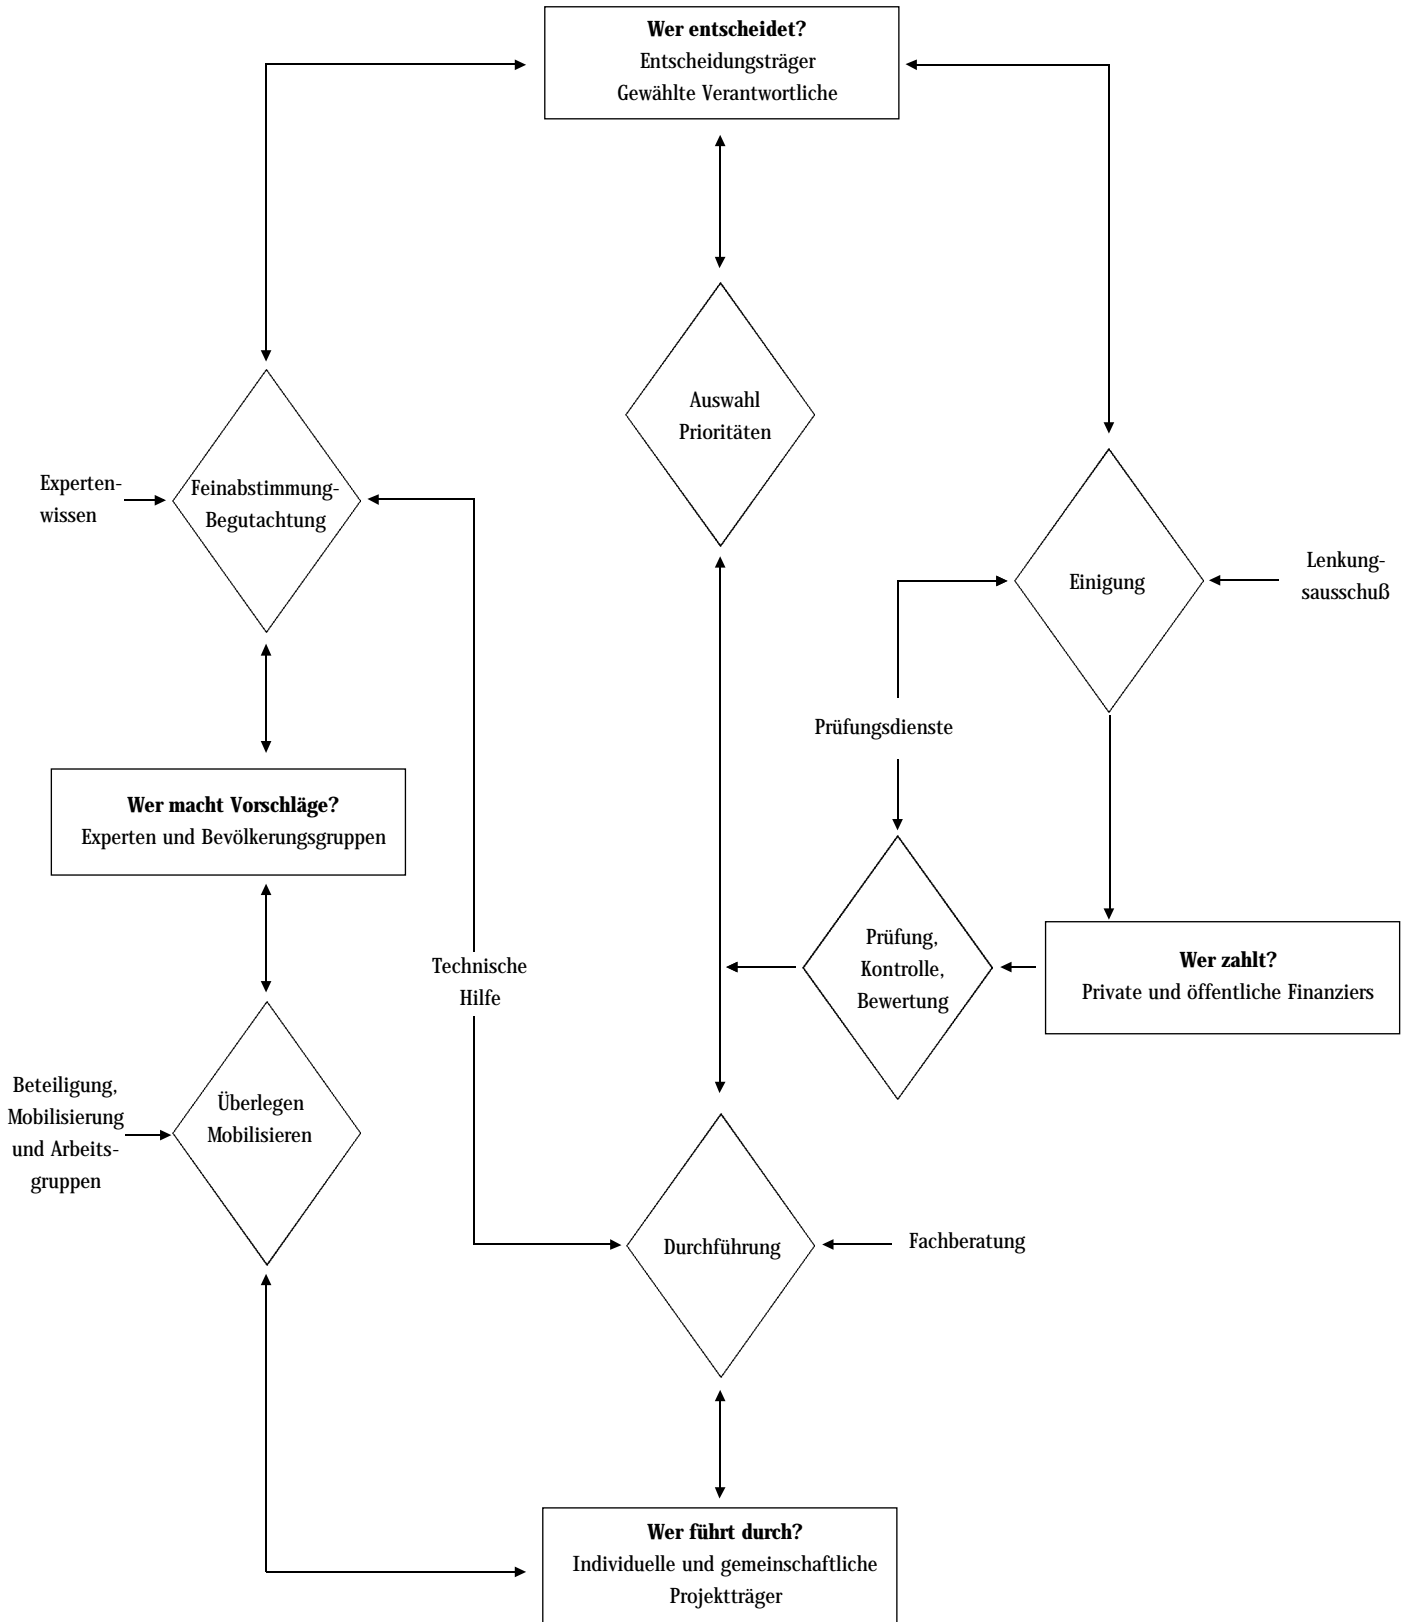 Wer entscheidet?
Entscheidungsträger
Gewählte Verantwortliche
Auswahl
Prioritäten
Experten-
wissen
Feinabstimmung-
Begutachtung
Einigung
Lenkung-
sausschuß
Prüfungsdienste
Wer macht Vorschläge?
Experten und Bevölkerungsgruppen
Technische
Hilfe
Prüfung,
Kontrolle,
Bewertung
Wer zahlt?
Private und öffentliche Finanziers
Beteiligung,
Mobilisierung
und Arbeits-
gruppen
Überlegen
Mobilisieren
Durchführung
Fachberatung
Wer führt durch?
Individuelle und gemeinschaftliche
Projektträger